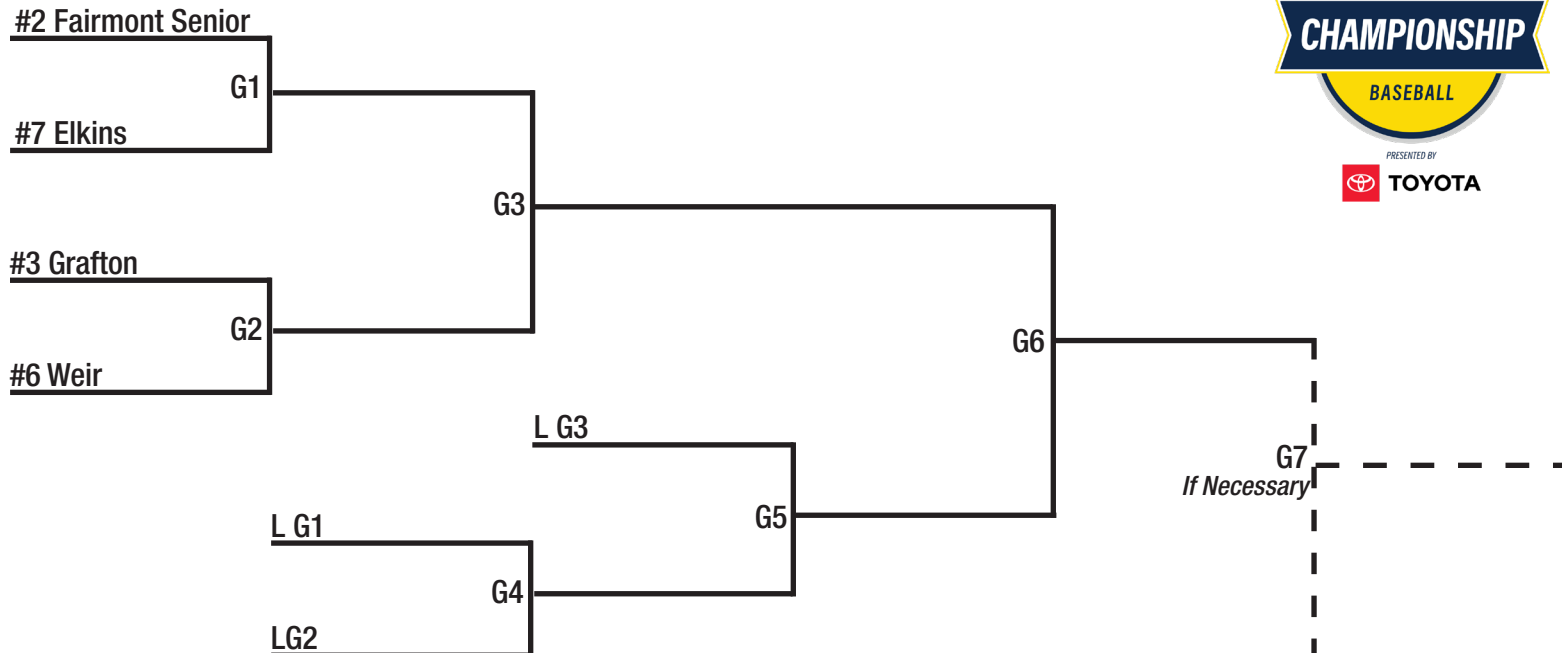 #2 Fairmont Senior
CHAMPIONSHIP
G1
BASEBALL
#7 Elkins
PRESENTED BY
TOYOTA
G3
#3 Grafton
G2
G6
#6 Weir
L G3
G7
If Necessary
G5
L G1
G4
LG2